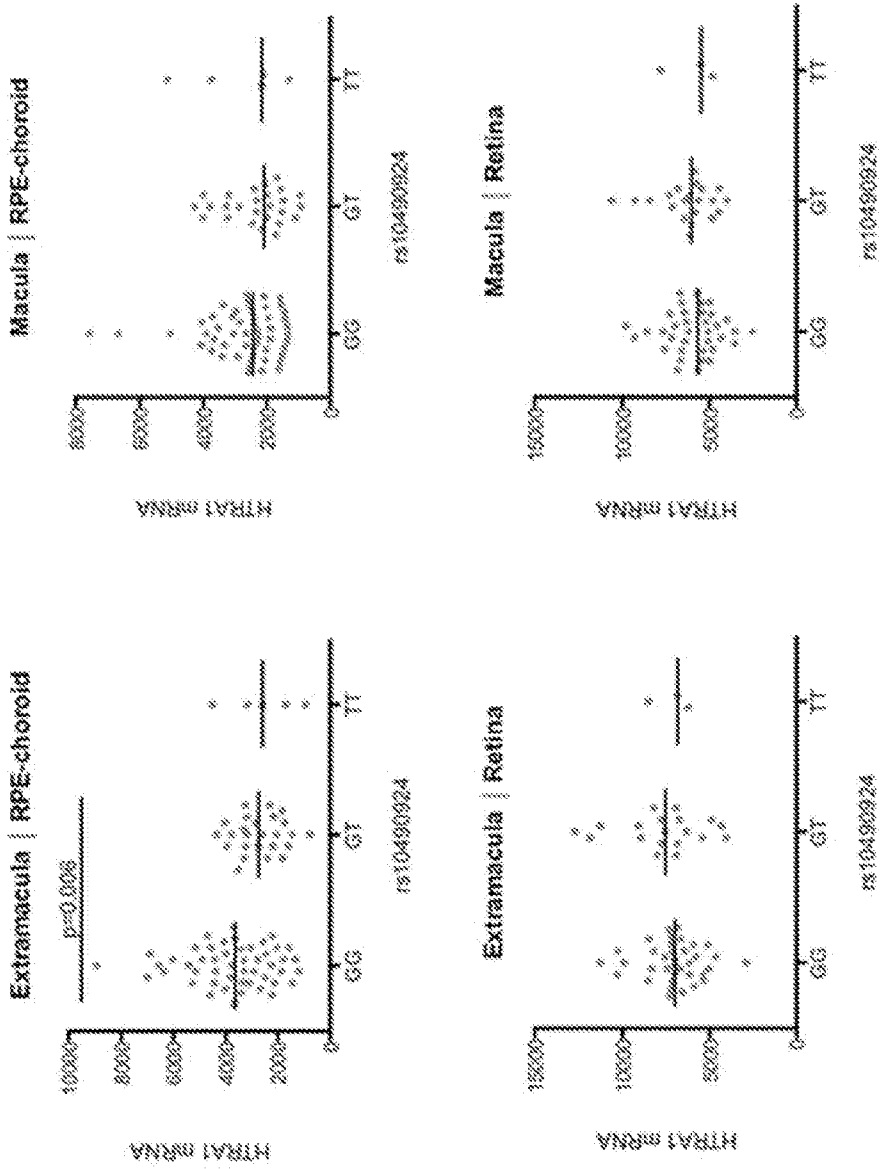 Extramacula | RPE-choroid
p=0.006
HTRA1 mRNA
10000
8000
6000
4000
2000
0
GG
GT
TT
rs10490924
Macula | RPE-choroid
HTRA1 mRNA
8000
6000
4000
2000
0
GG
GT
TT
rs10490924
Extramacula | Retina
HTRA1 mRNA
15000
10000
5000
0
GG
GT
TT
rs10490924
Macula | Retina
HTRA1 mRNA
15000
10000
5000
0
GG
GT
TT
rs10490924